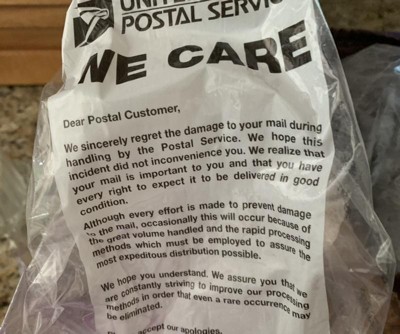 UNITED
POSTAL SERVICE
WE CARE
Dear Postal Customer,
We sincerely regret the damage to your mail during
handling by the Postal Service. We hope this
incident did not inconvenience you. We realize that
your mail is important to you and that you have
every right to expect it to be delivered in good
condition.
Although every effort is made to prevent damage
to the mail, occasionally this will occur because of
the great volume handled and the rapid processing
methods which must be employed to assure the
most expeditous distribution possible.
We hope you understand. We assure you that we
are constantly striving to improve our processing
methods in order that even a rare occurrence may
be eliminated.
accept our apologies.